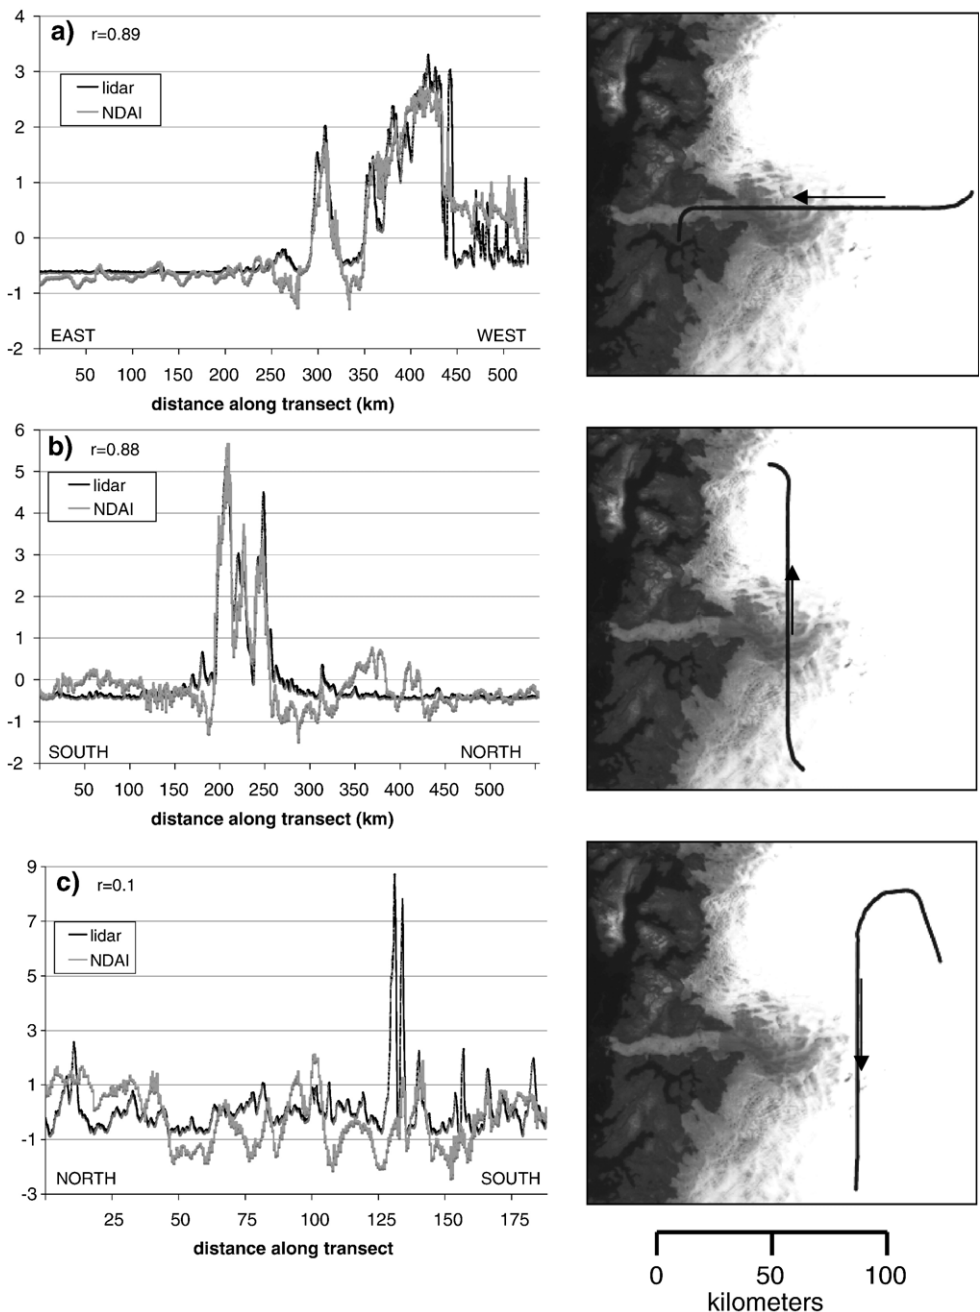 a) r=0.89
lidar
NDAI
4
3
2
1
0
-1
-2
EAST WEST
50 100 150 200 250 300 350 400 450 500
distance along transect (km)
b) r=0.88
lidar
NDAI
6
5
4
3
2
1
0
-1
-2
SOUTH NORTH
50 100 150 200 250 300 350 400 450 500
distance along transect (km)
c) r=0.1
lidar
NDAI
9
7
5
3
1
-1
-3
NORTH SOUTH
25 50 75 100 125 150 175
distance along transect
0 50 100
kilometers